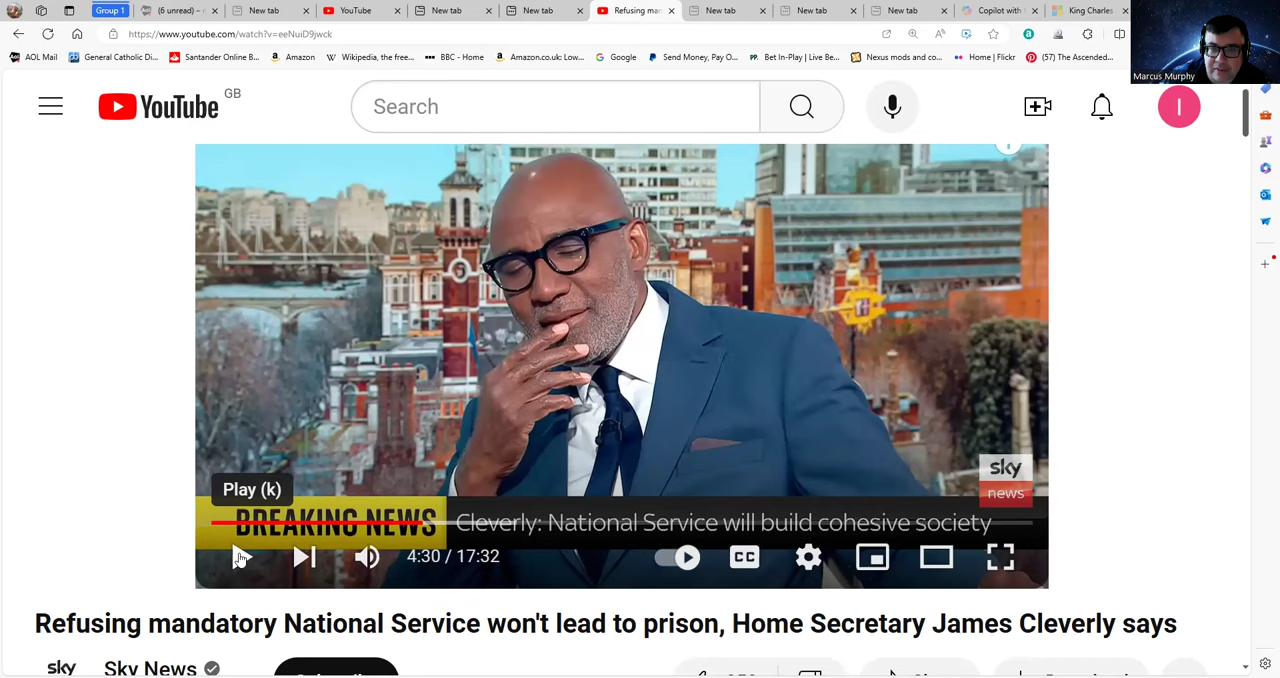 Group 1
(6 unread) –
New tab
YouTube
New tab
New tab
Refusing man
New tab
New tab
New tab
Copilot with
King Charles
https://www.youtube.com/watch?v=eeNuiD9jwck
AOL Mail
General Catholic Di...
Santander Online B...
Amazon
Wikipedia, the free...
BBC - Home
Amazon.co.uk: Low...
Google
Send Money, Pay O...
Bet In-Play | Live Be...
Nexus mods and co...
Home | Flickr
(57) The Ascended...
Marcus Murphy
YouTube
GB
Search
I
sky
news
Play (k)
BREAKING NEWS
Cleverly: National Service will build cohesive society
4:30 / 17:32
CC
Refusing mandatory National Service won't lead to prison, Home Secretary James Cleverly says
sky
Sky News